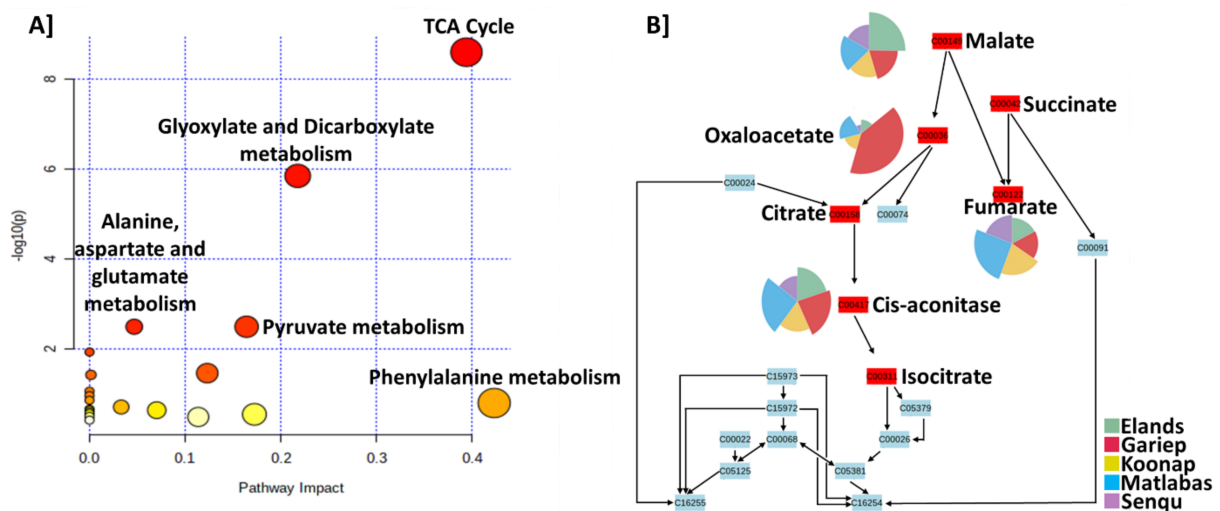 A]
TCA Cycle
8
Glyoxylate and Dicarboxylate
metabolism
6
-log10(p)
Alanine,
aspartate and
glutamate
metabolism
4
Pyruvate metabolism
2
Phenylalanine metabolism
0.0 0.1 0.2 0.3 0.4
Pathway Impact
B]
C00149 Malate
C00042 Succinate
Oxaloacetate C00036
C00024
C00122
Citrate C00158 C00074 Fumarate
C00091
C00417 Cis-aconitase
C15973 C00311 Isocitrate
C15972 C05379
C00022 C00068 C00026
C05125 C05381
C16255 C16254
Elands
Gariep
Koonap
Matlabas
Senqu